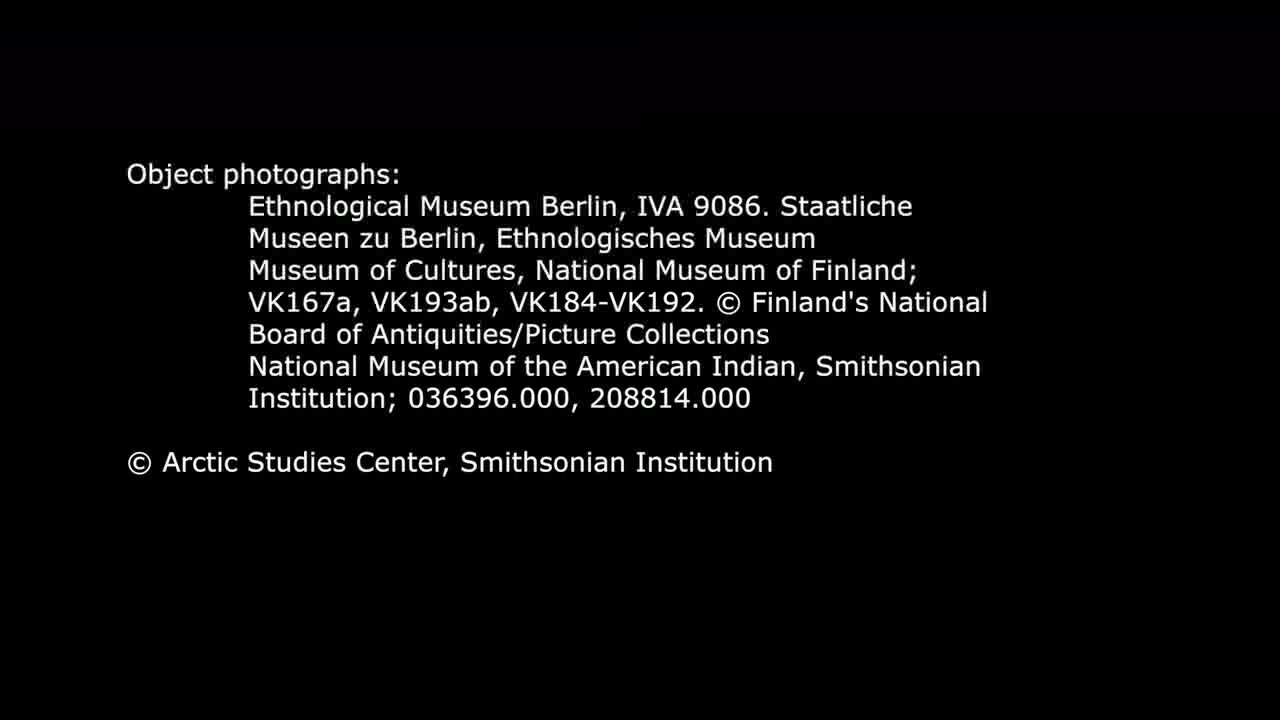 Object photographs:
Ethnological Museum Berlin, IVA 9086. Staatliche
Museen zu Berlin, Ethnologisches Museum
Museum of Cultures, National Museum of Finland;
VK167a, VK193ab, VK184-VK192. © Finland's National
Board of Antiquities/Picture Collections
National Museum of the American Indian, Smithsonian
Institution; 036396.000, 208814.000
© Arctic Studies Center, Smithsonian Institution